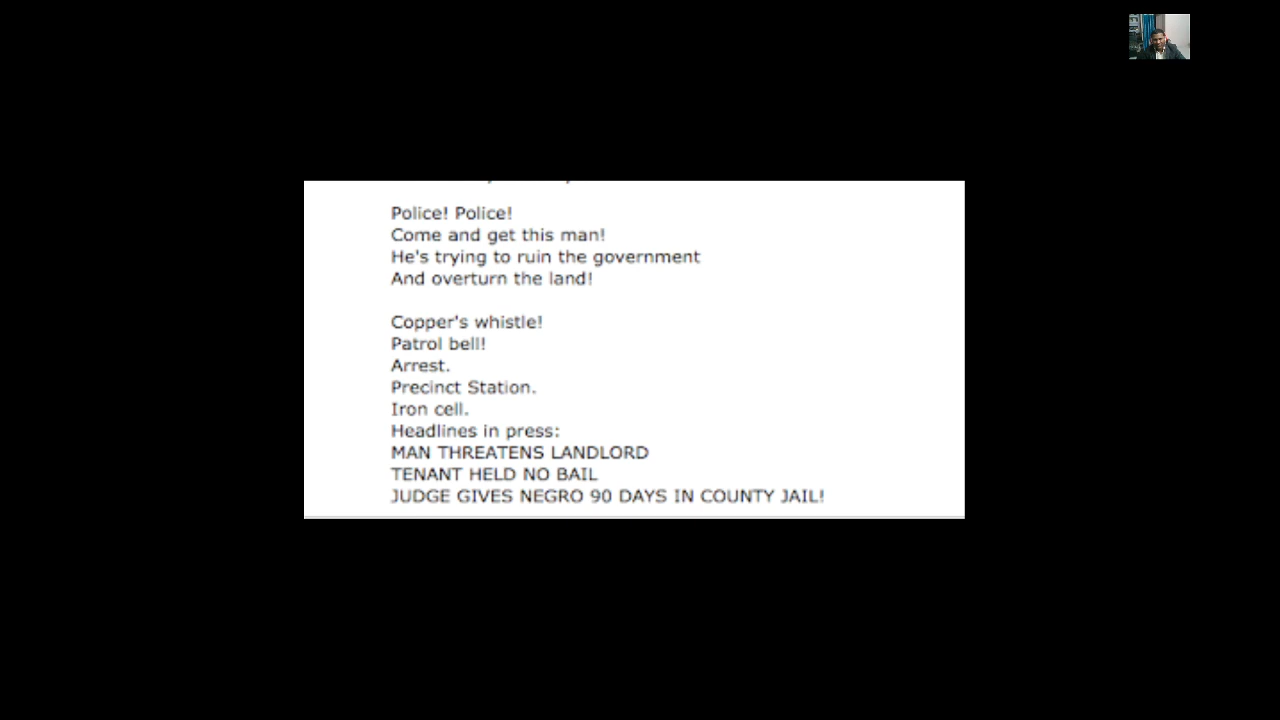 Police! Police!
Come and get this man!
He's trying to ruin the government
And overturn the land!
Copper's whistle!
Patrol bell!
Arrest.
Precinct Station.
Iron cell.
Headlines in press:
MAN THREATENS LANDLORD
TENANT HELD NO BAIL
JUDGE GIVES NEGRO 90 DAYS IN COUNTY JAIL!